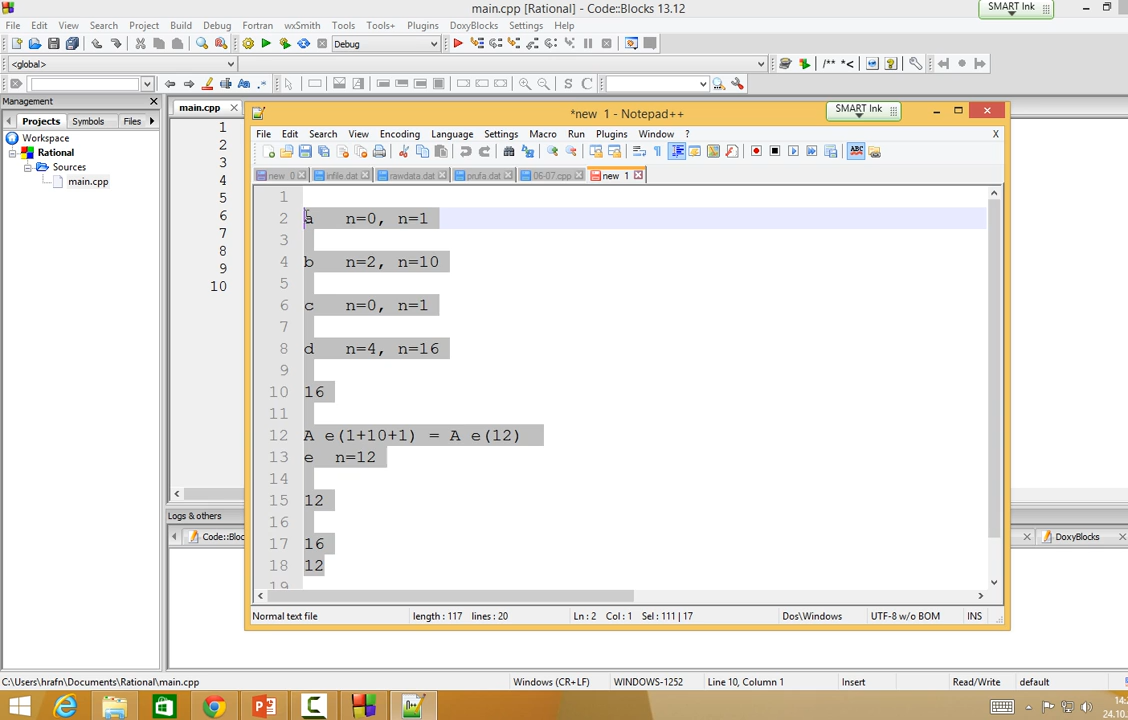 main.cpp [Rational] - Code::Blocks 13.12
SMART Ink
File Edit View Search Project Build Debug Fortran wxSmith Tools Tools+ Plugins DoxyBlocks Settings Help
Debug
<global>
/** *<
S C
Management
Projects Symbols Files
Workspace
Rational
Sources
main.cpp
main.cpp
1
2
3
4
5
6
7
8
9
10
*new 1 - Notepad++
SMART Ink
File Edit Search View Encoding Language Settings Macro Run Plugins Window ?
X
ABC
new 0 infile.dat rawdata.dat prufa.dat 06-07.cpp new 1
1
2 a n=0, n=1
3
4 b n=2, n=10
5
6 c n=0, n=1
7
8 d n=4, n=16
9
10 16
11
12 A e(1+10+1) = A e(12)
13 e n=12
14
15 12
16
17 16
18 12
19
Normal text file length : 117 lines : 20 Ln : 2 Col : 1 Sel : 111 | 17 Dos\Windows UTF-8 w/o BOM INS
Logs & others
Code::Bloc
DoxyBlocks
C:\Users\hrafn\Documents\Rational\main.cpp Windows (CR+LF) WINDOWS-1252 Line 10, Column 1 Insert Read/Write default
24.10.